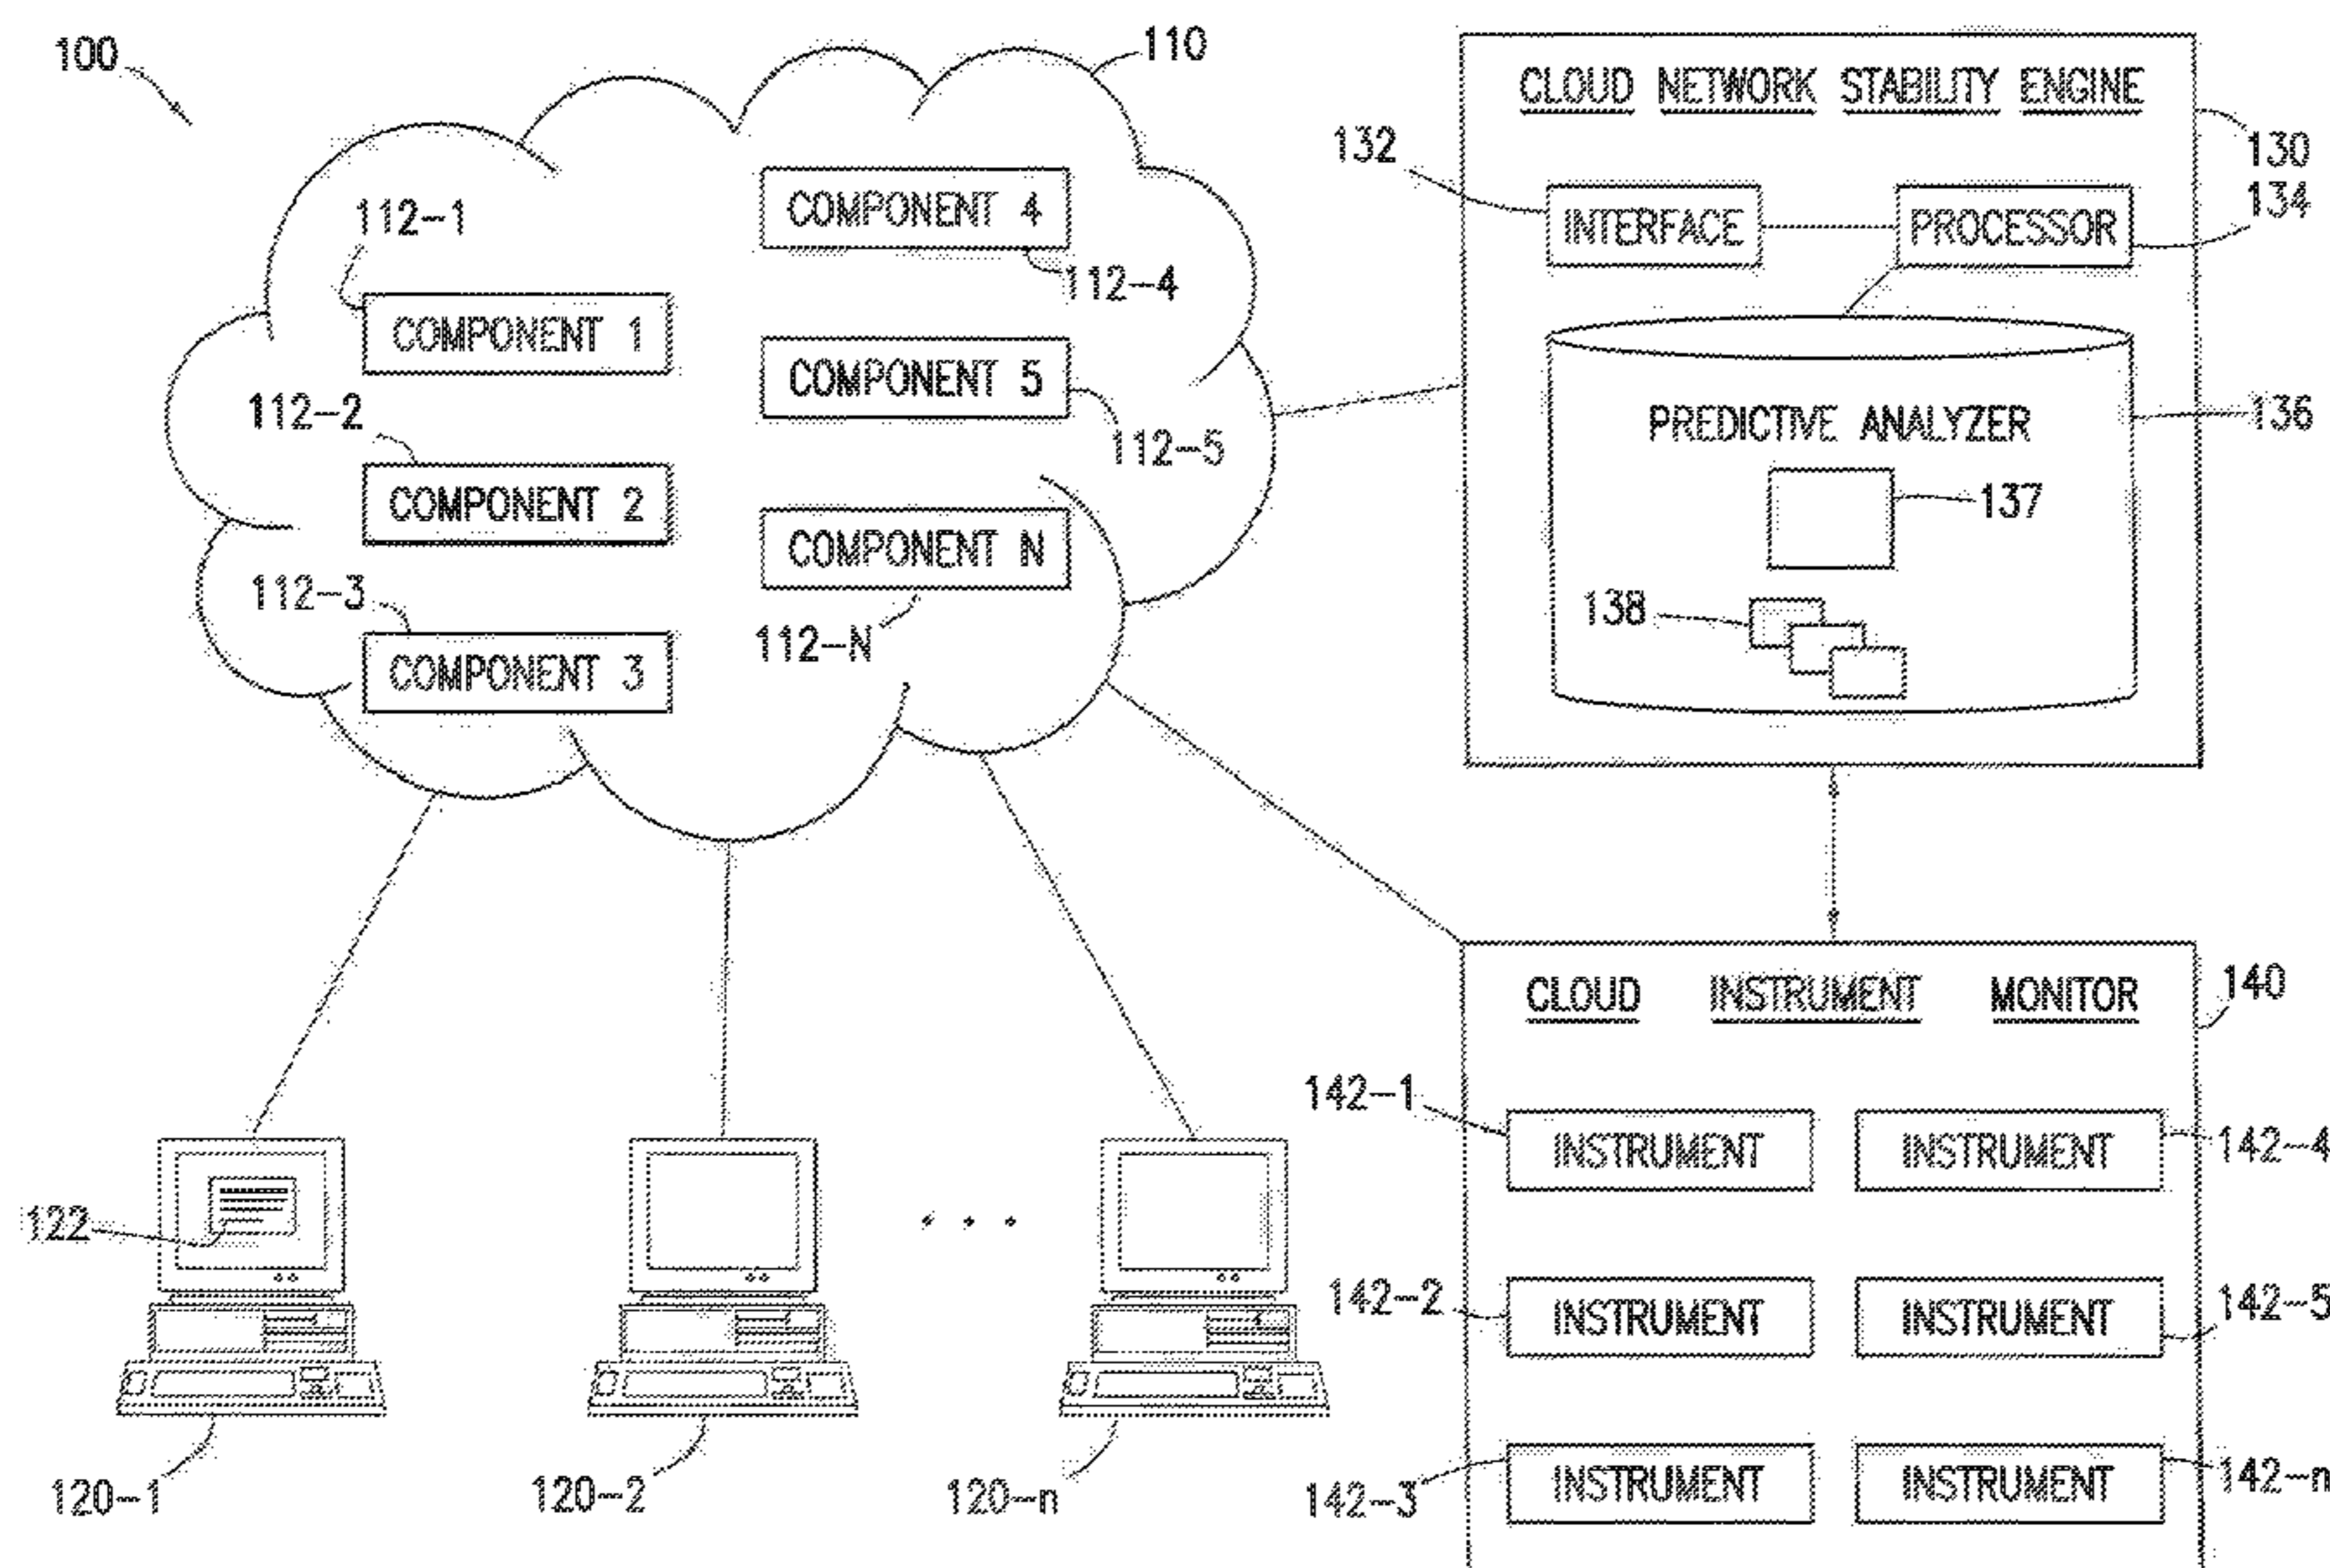 100
110
CLOUD NETWORK STABILITY ENGINE
130
132
134
INTERFACE
PROCESSOR
PREDICTIVE ANALYZER
136
137
138
112-1
COMPONENT 1
112-2
COMPONENT 2
112-3
COMPONENT 3
COMPONENT 4
112-4
COMPONENT 5
112-5
COMPONENT N
112-N
122
120-1
120-2
. . .
120-n
CLOUD INSTRUMENT MONITOR
140
142-1
INSTRUMENT
INSTRUMENT
142-4
142-2
INSTRUMENT
INSTRUMENT
142-5
142-3
INSTRUMENT
INSTRUMENT
142-n